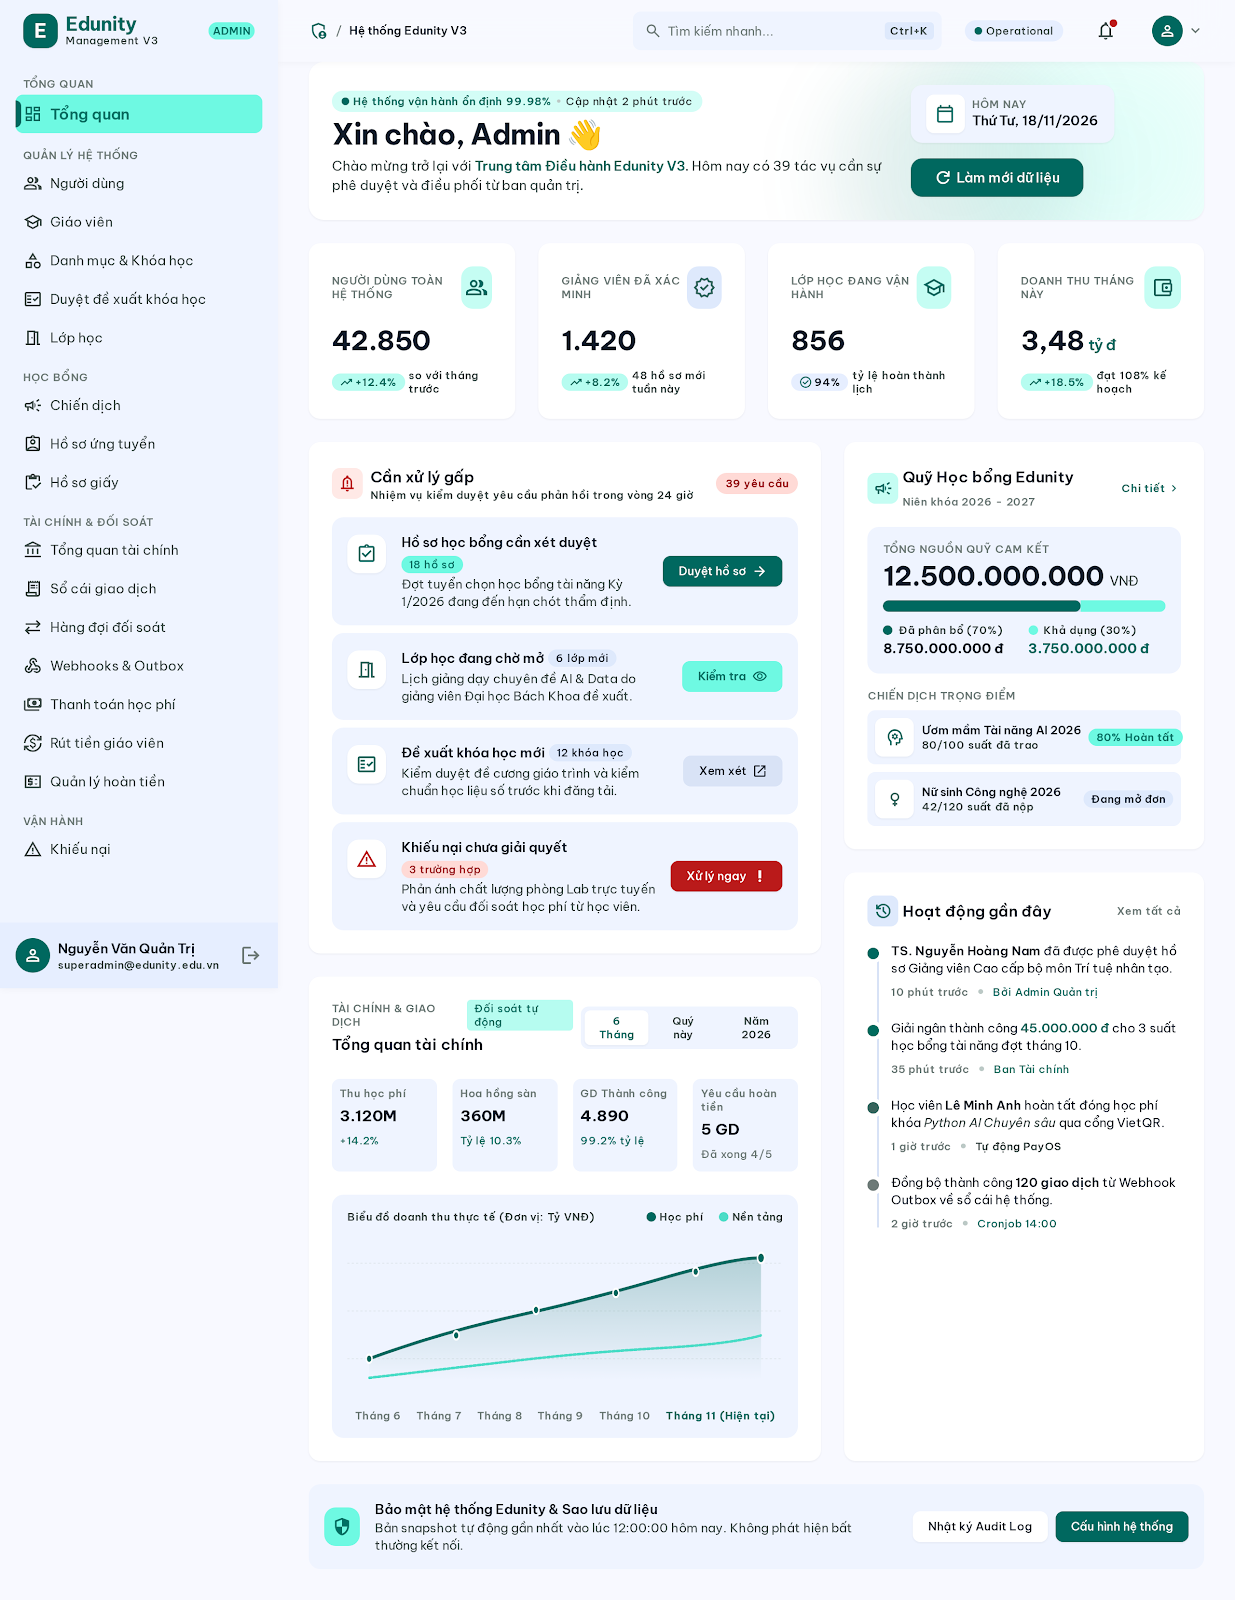 E
Edunity
Management V3
ADMIN
TỔNG QUAN
Tổng quan
QUẢN LÝ HỆ THỐNG
Người dùng
Giáo viên
Danh mục & Khóa học
Duyệt đề xuất khóa học
Lớp học
HỌC BỔNG
Chiến dịch
Hồ sơ ứng tuyển
Hồ sơ giấy
TÀI CHÍNH & ĐỐI SOÁT
Tổng quan tài chính
Sổ cái giao dịch
Hàng đợi đối soát
Webhooks & Outbox
Thanh toán học phí
Rút tiền giáo viên
Quản lý hoàn tiền
VẬN HÀNH
Khiếu nại
Nguyễn Văn Quản Trị
superadmin@edunity.edu.vn
/ Hệ thống Edunity V3
Tìm kiếm nhanh...
Ctrl+K
Operational
Hệ thống vận hành ổn định 99.98% • Cập nhật 2 phút trước
Xin chào, Admin 👋
Chào mừng trở lại với Trung tâm Điều hành Edunity V3. Hôm nay có 39 tác vụ cần sự
phê duyệt và điều phối từ ban quản trị.
HÔM NAY
Thứ Tư, 18/11/2026
Làm mới dữ liệu
NGƯỜI DÙNG TOÀN
HỆ THỐNG
42.850
+12.4%
so với tháng
trước
GIẢNG VIÊN ĐÃ XÁC
MINH
1.420
+8.2%
48 hồ sơ mới
tuần này
LỚP HỌC ĐANG VẬN
HÀNH
856
94%
tỷ lệ hoàn thành
lịch
DOANH THU THÁNG
NÀY
3,48 tỷ đ
+18.5%
đạt 108% kế
hoạch
Cần xử lý gấp
Nhiệm vụ kiểm duyệt yêu cầu phản hồi trong vòng 24 giờ
39 yêu cầu
Hồ sơ học bổng cần xét duyệt
18 hồ sơ
Đợt tuyển chọn học bổng tài năng Kỳ
1/2026 đang đến hạn chót thẩm định.
Duyệt hồ sơ
Lớp học đang chờ mở 6 lớp mới
Lịch giảng dạy chuyên đề AI & Data do
giảng viên Đại học Bách Khoa đề xuất.
Kiểm tra
Đề xuất khóa học mới 12 khóa học
Kiểm duyệt đề cương giáo trình và kiểm
chuẩn học liệu số trước khi đăng tải.
Xem xét
Khiếu nại chưa giải quyết
3 trường hợp
Phản ánh chất lượng phòng Lab trực tuyến
và yêu cầu đối soát học phí từ học viên.
Xử lý ngay
Quỹ Học bổng Edunity
Niên khóa 2026 - 2027
Chi tiết
TỔNG NGUỒN QUỸ CAM KẾT
12.500.000.000 VNĐ
Đã phân bổ (70%)
8.750.000.000 đ
Khả dụng (30%)
3.750.000.000 đ
CHIẾN DỊCH TRỌNG ĐIỂM
Ươm mầm Tài năng AI 2026
80/100 suất đã trao
80% Hoàn tất
Nữ sinh Công nghệ 2026
42/120 suất đã nộp
Đang mở đơn
TÀI CHÍNH & GIAO
DỊCH
Đối soát tự
động
Tổng quan tài chính
6
Tháng
Quý
này
Năm
2026
Thu học phí
3.120M
+14.2%
Hoa hồng sàn
360M
Tỷ lệ 10.3%
GD Thành công
4.890
99.2% tỷ lệ
Yêu cầu hoàn
tiền
5 GD
Đã xong 4/5
Biểu đồ doanh thu thực tế (Đơn vị: Tỷ VNĐ)
Học phí
Nền tảng
Tháng 6
Tháng 7
Tháng 8
Tháng 9
Tháng 10
Tháng 11 (Hiện tại)
Hoạt động gần đây
Xem tất cả
TS. Nguyễn Hoàng Nam đã được phê duyệt hồ
sơ Giảng viên Cao cấp bộ môn Trí tuệ nhân tạo.
10 phút trước • Bởi Admin Quản trị
Giải ngân thành công 45.000.000 đ cho 3 suất
học bổng tài năng đợt tháng 10.
35 phút trước • Ban Tài chính
Học viên Lê Minh Anh hoàn tất đóng học phí
khóa Python AI Chuyên sâu qua cổng VietQR.
1 giờ trước • Tự động PayOS
Đồng bộ thành công 120 giao dịch từ Webhook
Outbox về sổ cái hệ thống.
2 giờ trước • Cronjob 14:00
Bảo mật hệ thống Edunity & Sao lưu dữ liệu
Bản snapshot tự động gần nhất vào lúc 12:00:00 hôm nay. Không phát hiện bất
thường kết nối.
Nhật ký Audit Log
Cấu hình hệ thống